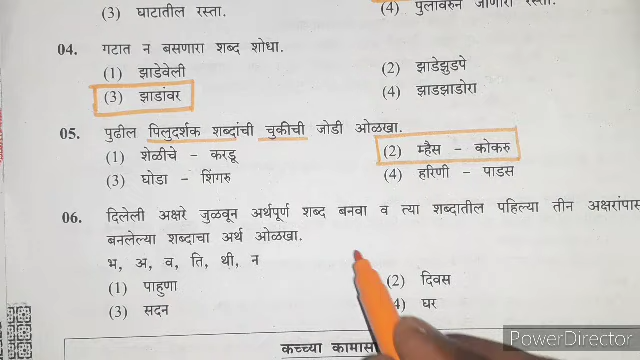 (3) घाटातील रस्ता. (4) पुलावरुन जाणारा रस्ता.
04. गटात न बसणारा शब्द शोधा.
(1) झाडेवेली (2) झाडेझुडपे
(3) झाडांवर (4) झाडझाडोरा
05. पुढील पिलुदर्शक शब्दांची चुकीची जोडी ओळखा.
(1) शेळीचे - करडू (2) म्हैस - कोकरु
(3) घोडा - शिंगरु (4) हरिणी - पाडस
06. दिलेली अक्षरे जुळवून अर्थपूर्ण शब्द बनवा व त्या शब्दातील पहिल्या तीन अक्षरांपास
बनलेल्या शब्दाचा अर्थ ओळखा.
भ, अ, व, ति, थी, न
(1) पाहुणा (2) दिवस
(3) सदन 4) घर
कच्च्या कामास
PowerDirector